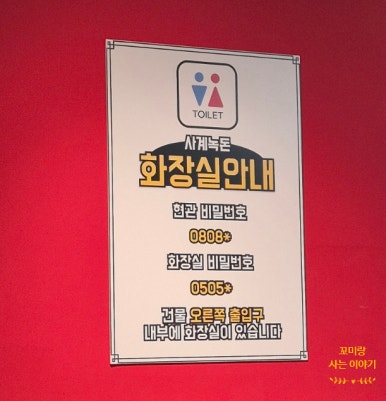 TOILET
사계녹돈
화장실안내
현관 비밀번호
0808*
화장실 비밀번호
0505*
건물 오른쪽 출입구
내부에 화장실이 있습니다
꼬마랑
사는 이야기